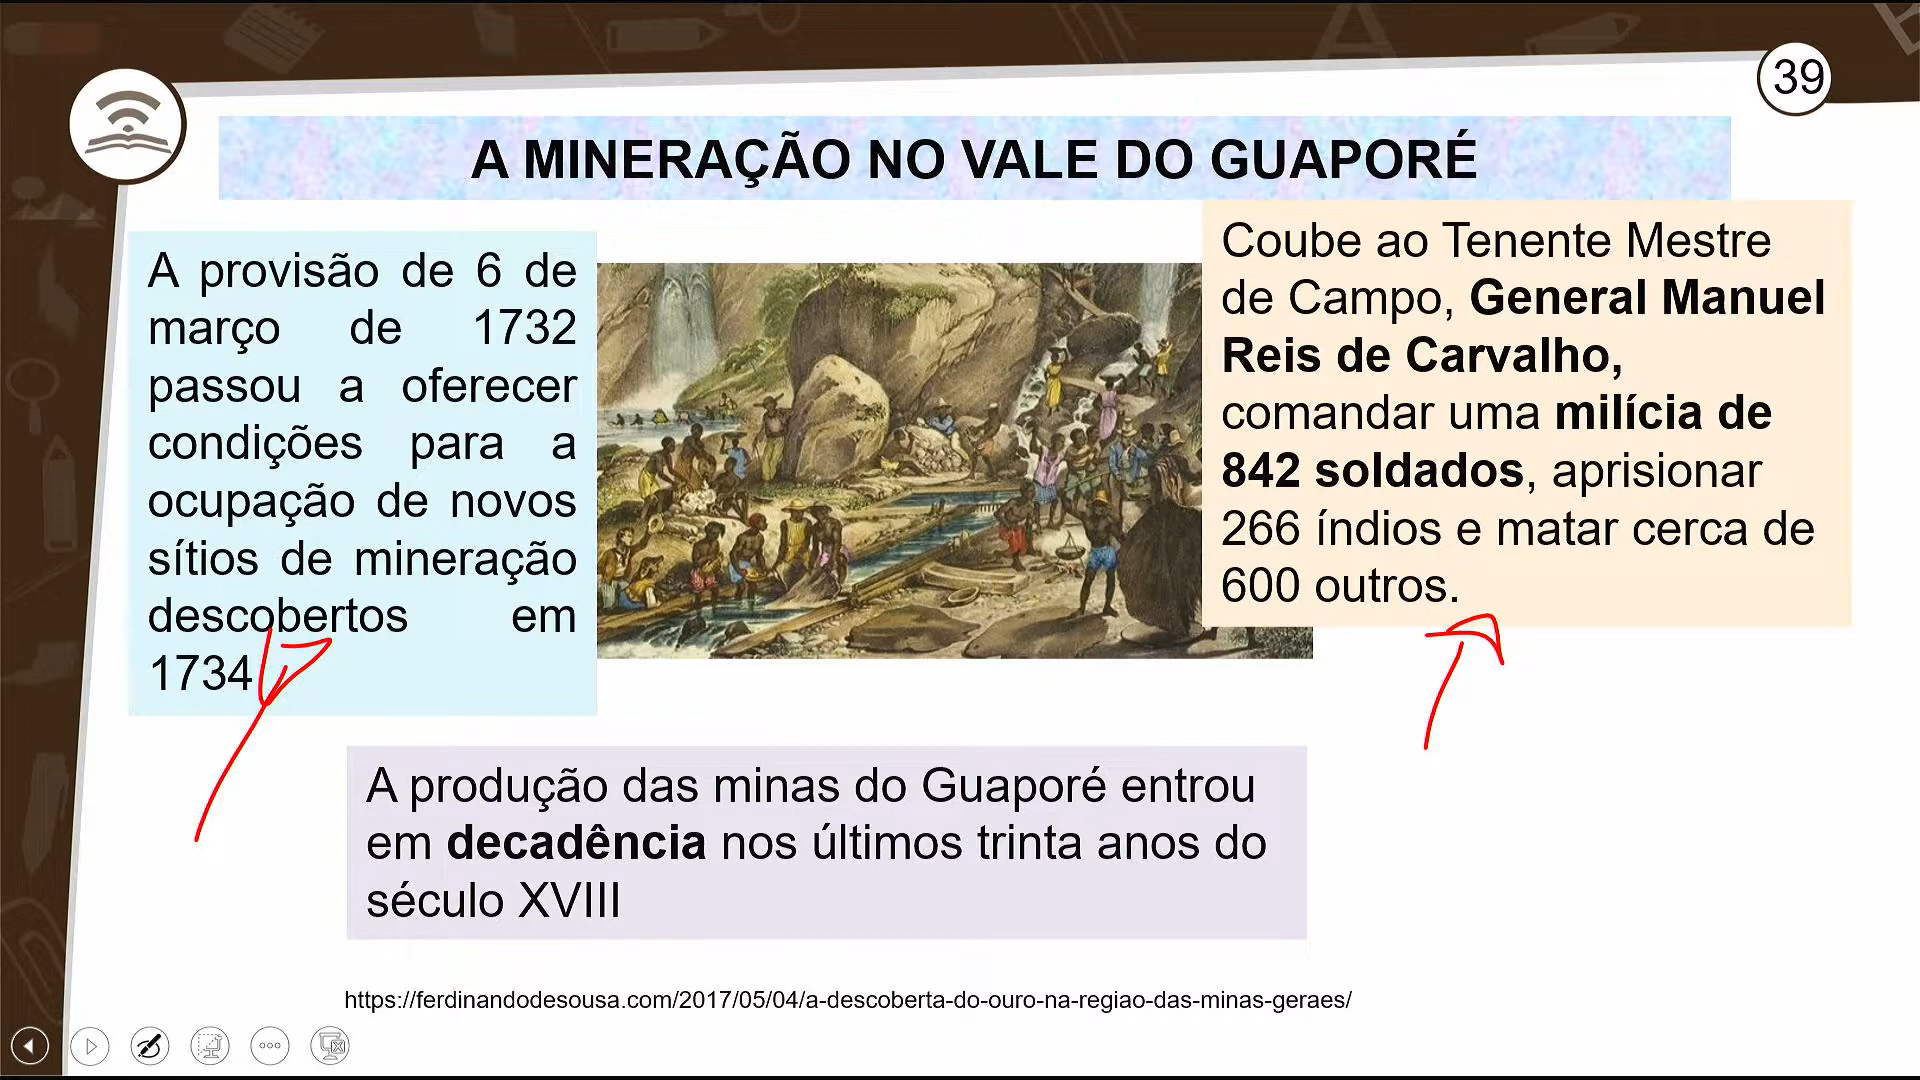 39
A MINERAÇÃO NO VALE DO GUAPORÉ
A provisão de 6 de
março de 1732
passou a oferecer
condições para a
ocupação de novos
sítios de mineração
descobertos em
1734
Coube ao Tenente Mestre
de Campo, General Manuel
Reis de Carvalho,
comandar uma milícia de
842 soldados, aprisionar
266 índios e matar cerca de
600 outros.
A produção das minas do Guaporé entrou
em decadência nos últimos trinta anos do
século XVIII
https://ferdinandodesousa.com/2017/05/04/a-descoberta-do-ouro-na-regiao-das-minas-geraes/